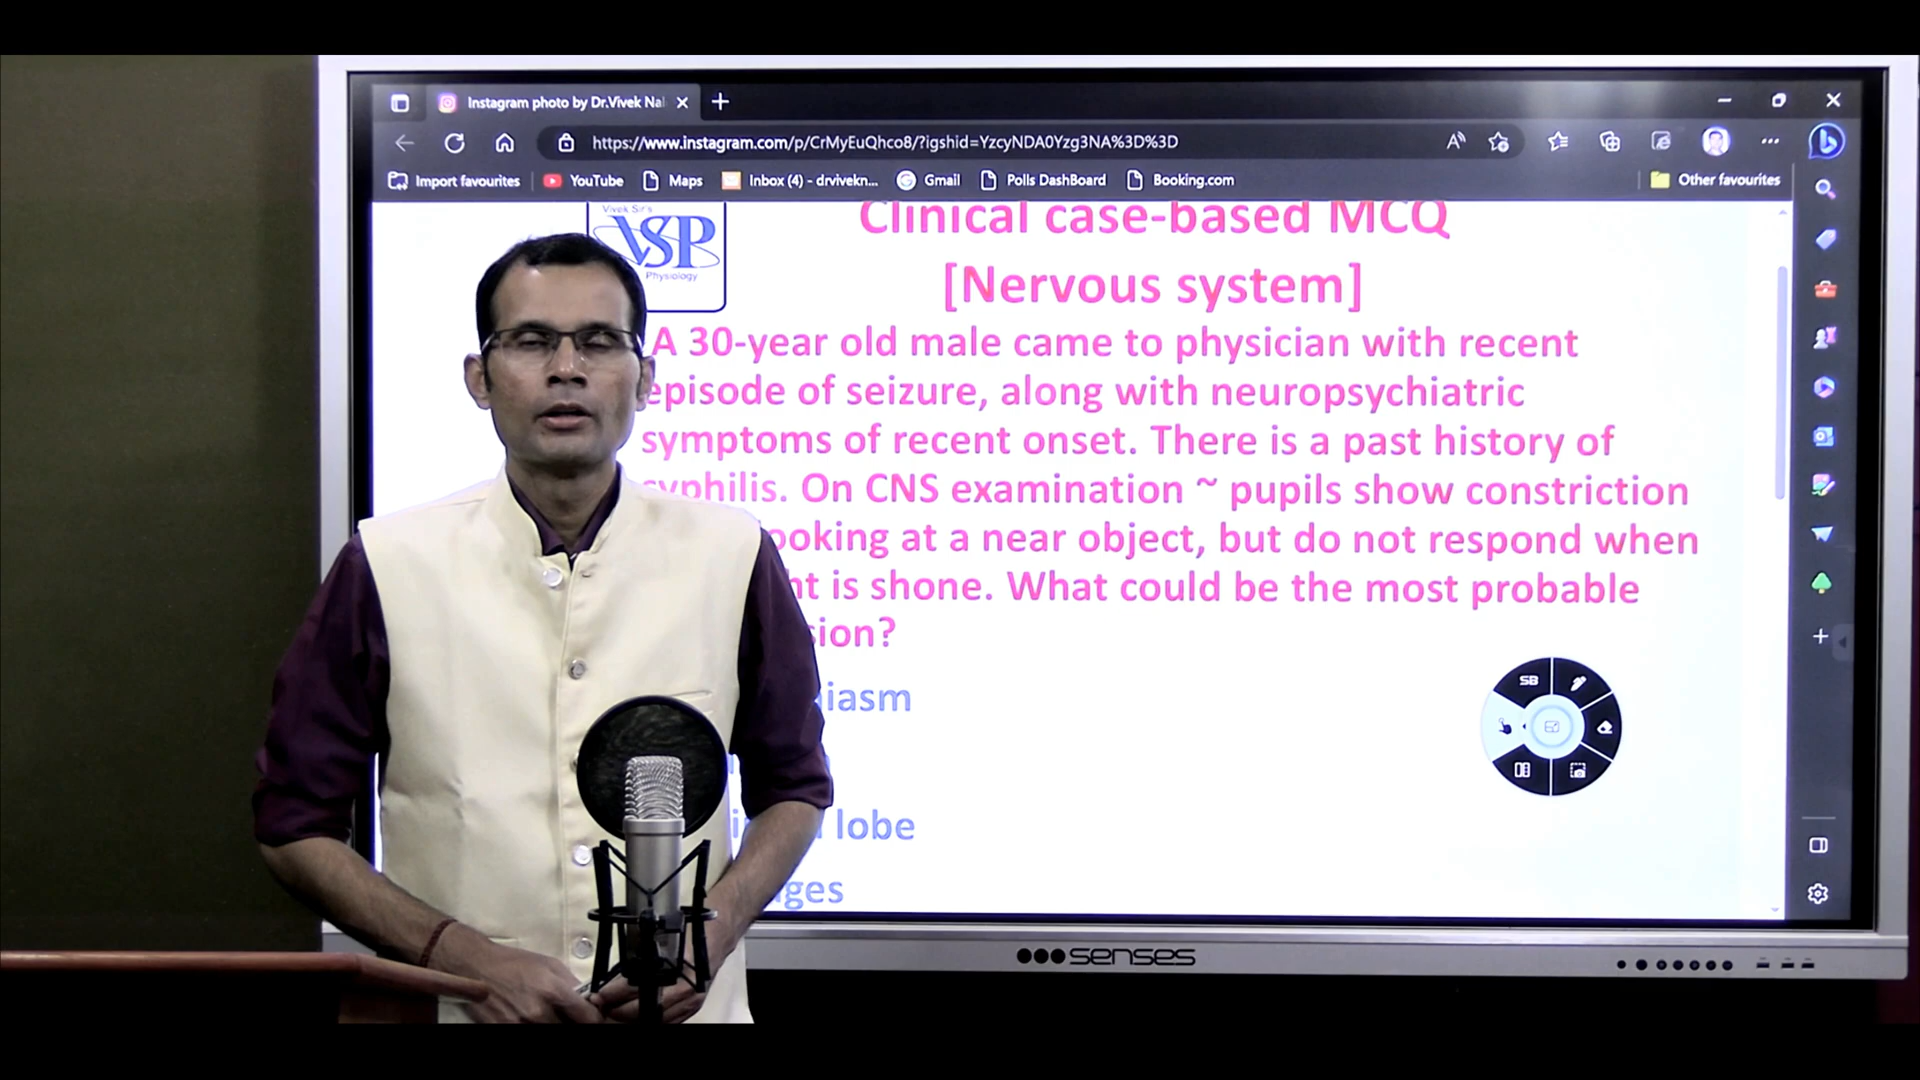 Instagram photo by Dr.Vivek Nal
https://www.instagram.com/p/CrMyEuQhco8/?igshid=YzcyNDA0Yzg3NA%3D%3D
Import favourites YouTube Maps Inbox (4) - drvivekn... Gmail Polls DashBoard Booking.com Other favourites
Vivek Sir's
VSP
Physiology
Clinical case-based MCQ
[Nervous system]
A 30-year old male came to physician with recent
episode of seizure, along with neuropsychiatric
symptoms of recent onset. There is a past history of
syphilis. On CNS examination ~ pupils show constriction
ooking at a near object, but do not respond when
ht is shone. What could be the most probable
sion?
iasm
lobe
ges
SB
senses